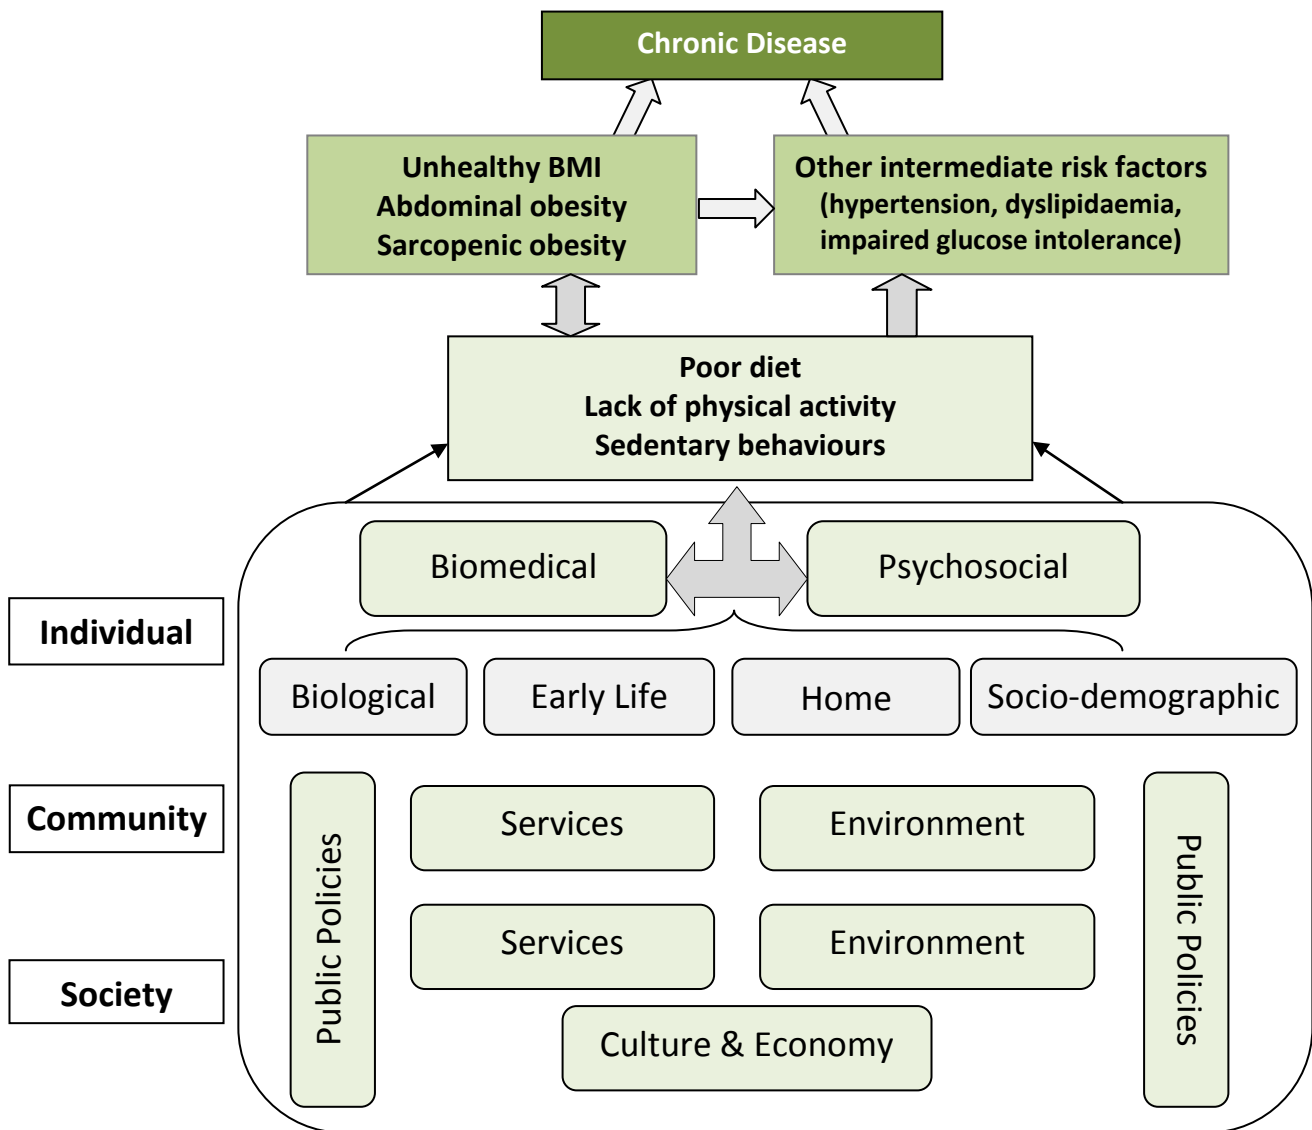 Chronic Disease
Unhealthy BMI
Abdominal obesity
Sarcopenic obesity
Other intermediate risk factors
(hypertension, dyslipidaemia,
impaired glucose intolerance)
Poor diet
Lack of physical activity
Sedentary behaviours
Biomedical
Psychosocial
Individual
Biological
Early Life
Home
Socio-demographic
Community
Public Policies
Services
Environment
Public Policies
Services
Environment
Society
Culture & Economy